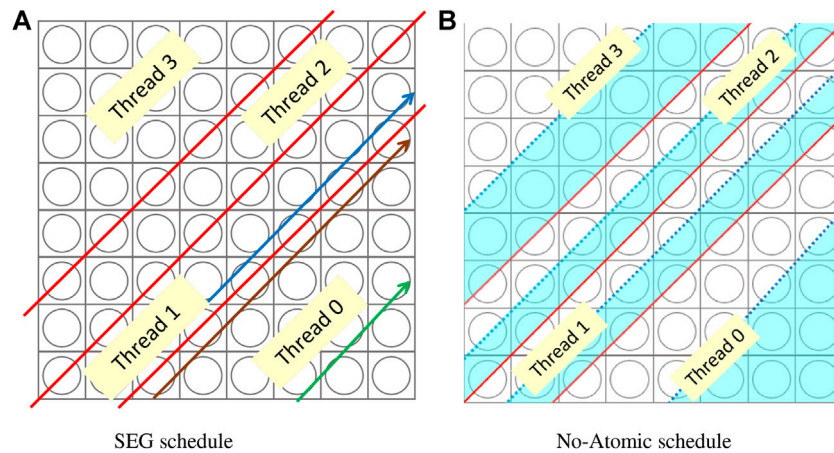 A
Thread 3
Thread 2
Thread 1
Thread 0
SEG schedule
B
Thread 3
Thread 2
Thread 1
Thread 0
No-Atomic schedule